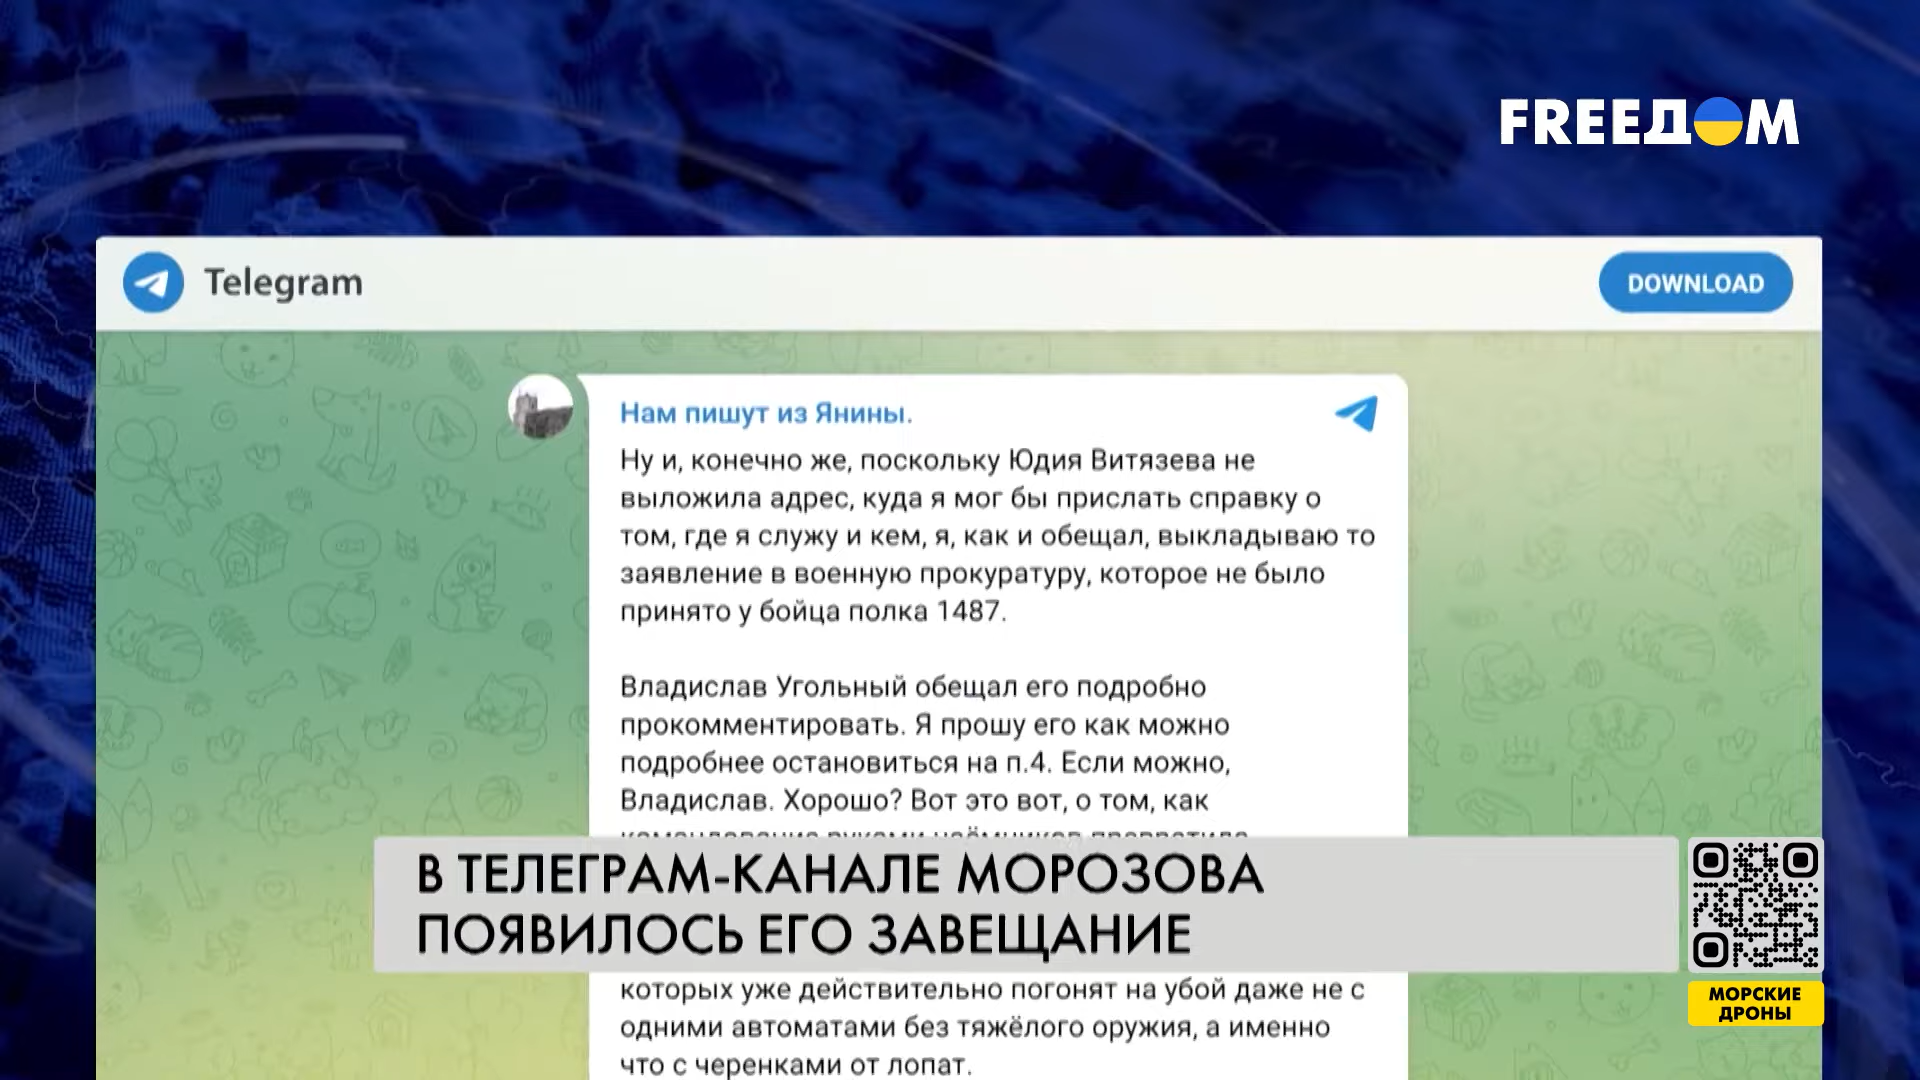 FREEДОM
Telegram
DOWNLOAD
Нам пишут из Янины.
Ну и, конечно же, поскольку Юдия Витязева не
выложила адрес, куда я мог бы прислать справку о
том, где я служу и кем, я, как и обещал, выкладываю то
заявление в военную прокуратуру, которое не было
принято у бойца полка 1487.
Владислав Угольный обещал его подробно
прокомментировать. Я прошу его как можно
подробнее остановиться на п.4. Если можно,
Владислав. Хорошо? Вот это вот, о том, как
В ТЕЛЕГРАМ-КАНАЛЕ МОРОЗОВА
ПОЯВИЛОСЬ ЕГО ЗАВЕЩАНИЕ
которых уже действительно погонят на убой даже не с
одними автоматами без тяжёлого оружия, а именно
что с черенками от лопат.
МОРСКИЕ
ДРОНЫ